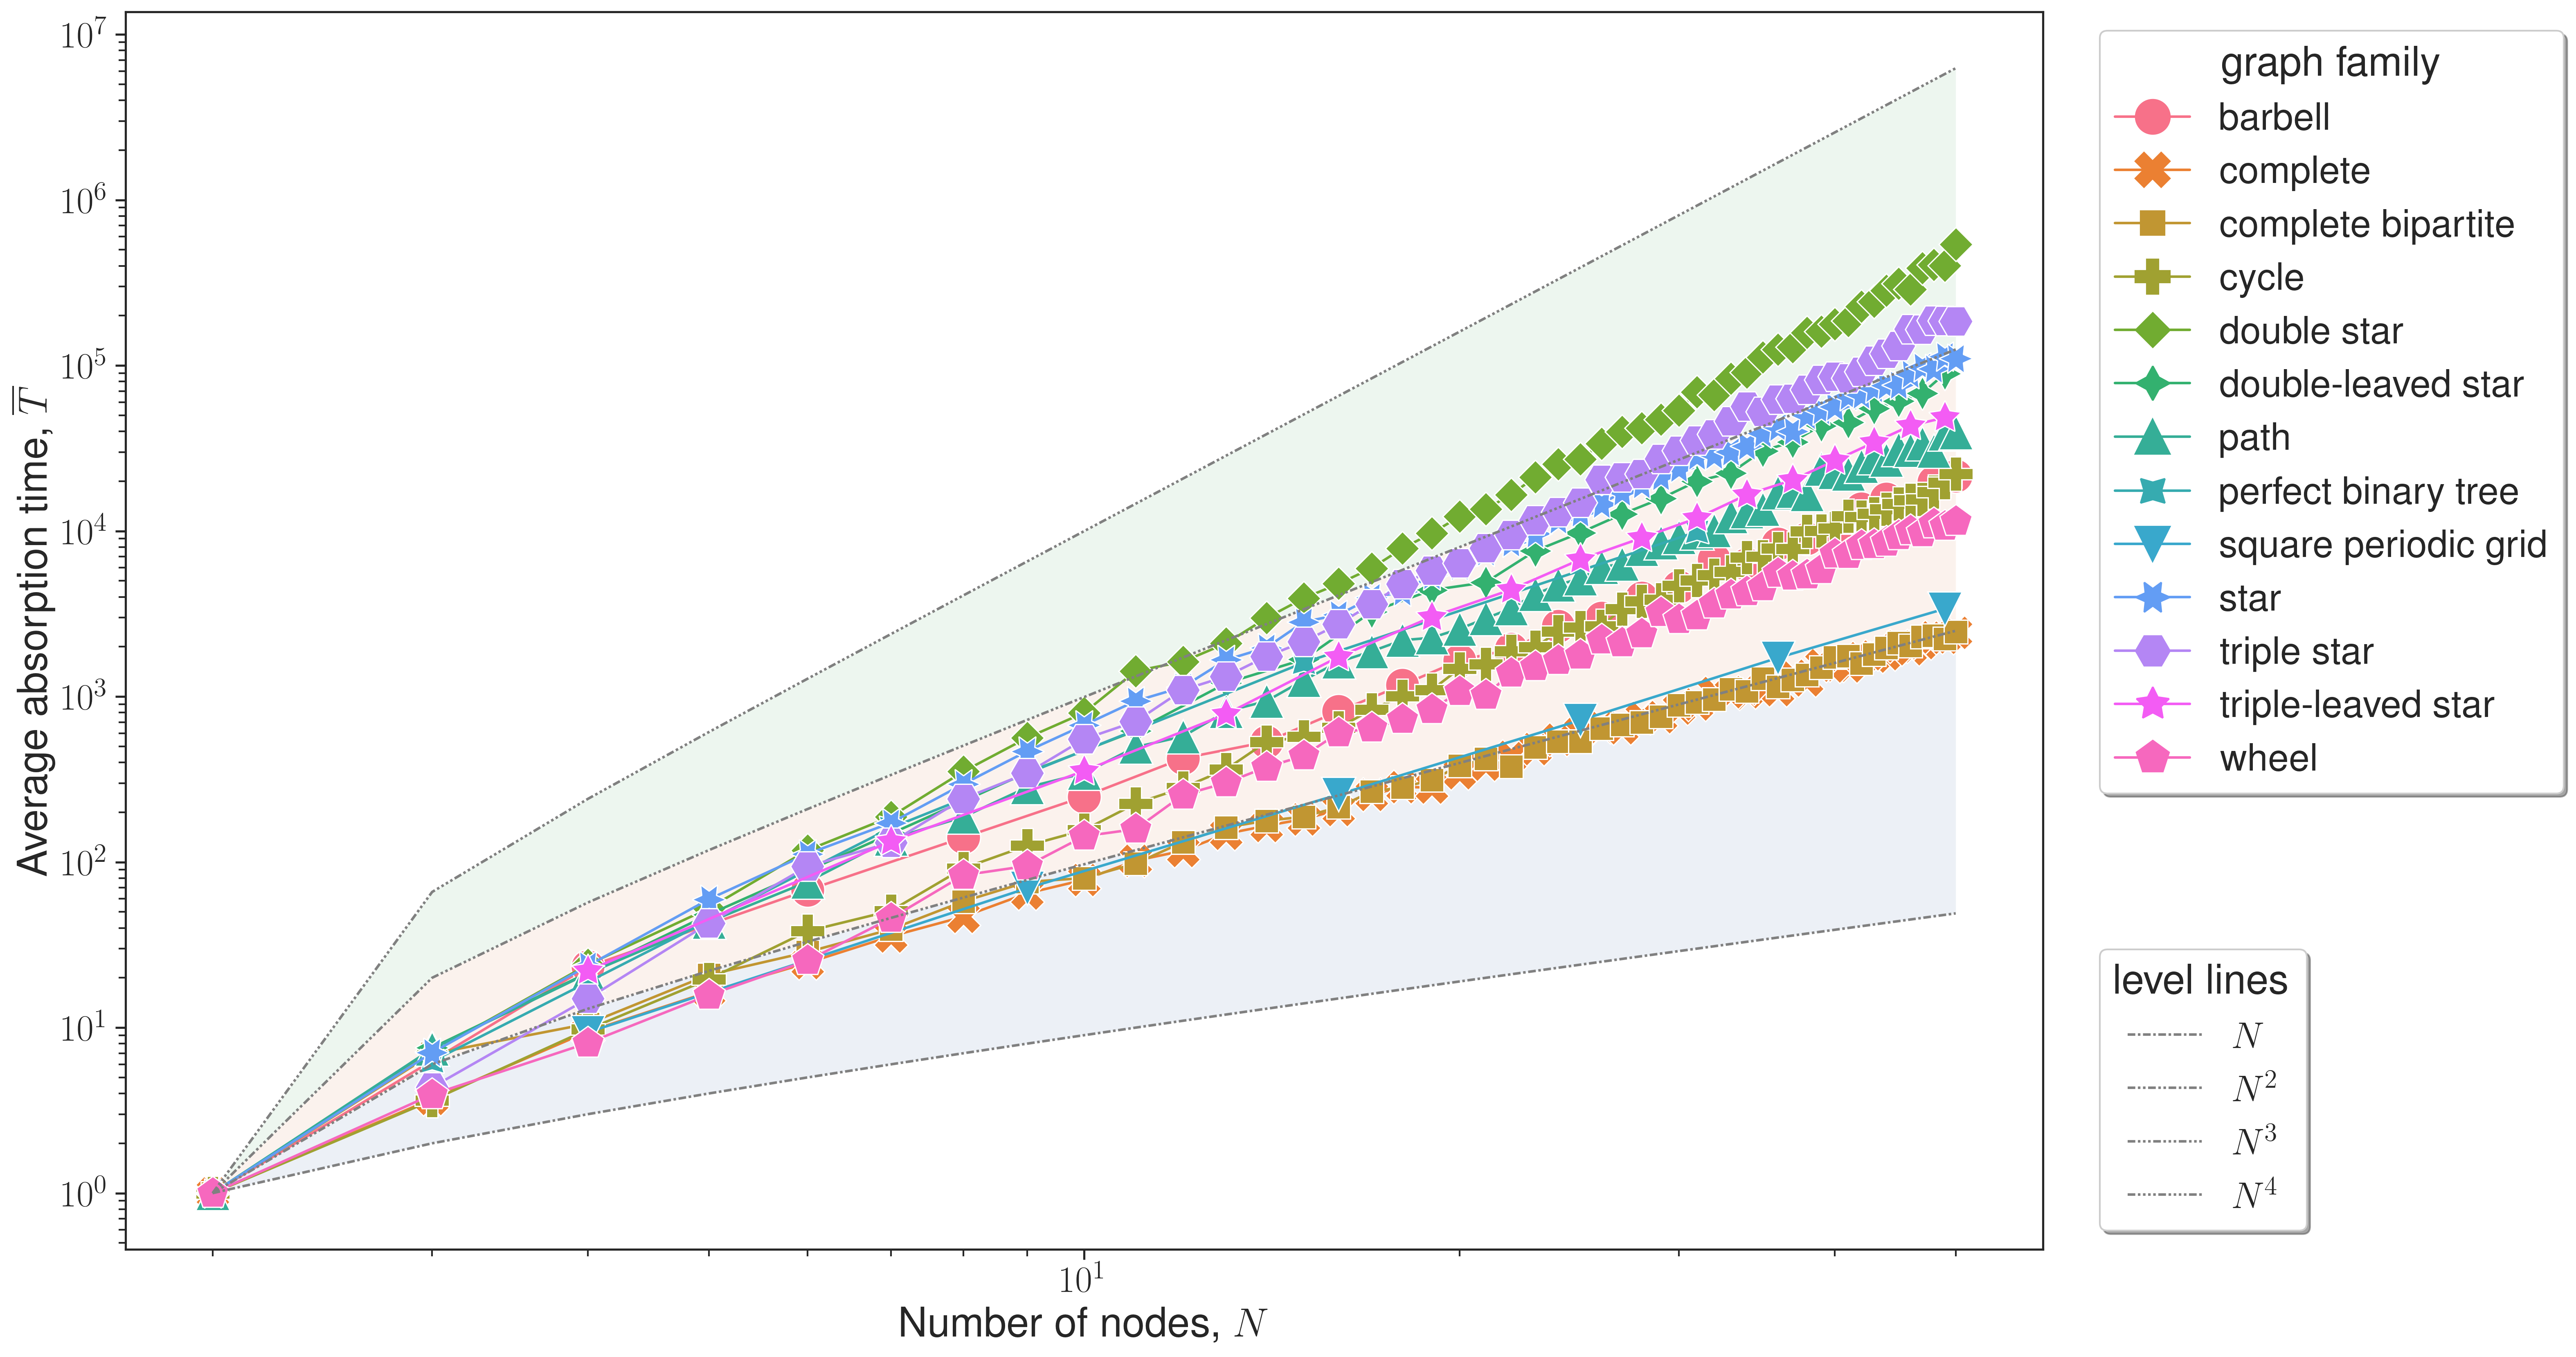 10^7
10^6
10^5
10^4
10^3
10^2
10^1
10^0
Average absorption time, \overline{\overline{T}}
10^1
Number of nodes, N
graph family
barbell
complete
complete bipartite
cycle
double star
double-leaved star
path
perfect binary tree
square periodic grid
star
triple star
triple-leaved star
wheel
level lines
N
N^2
N^3
N^4